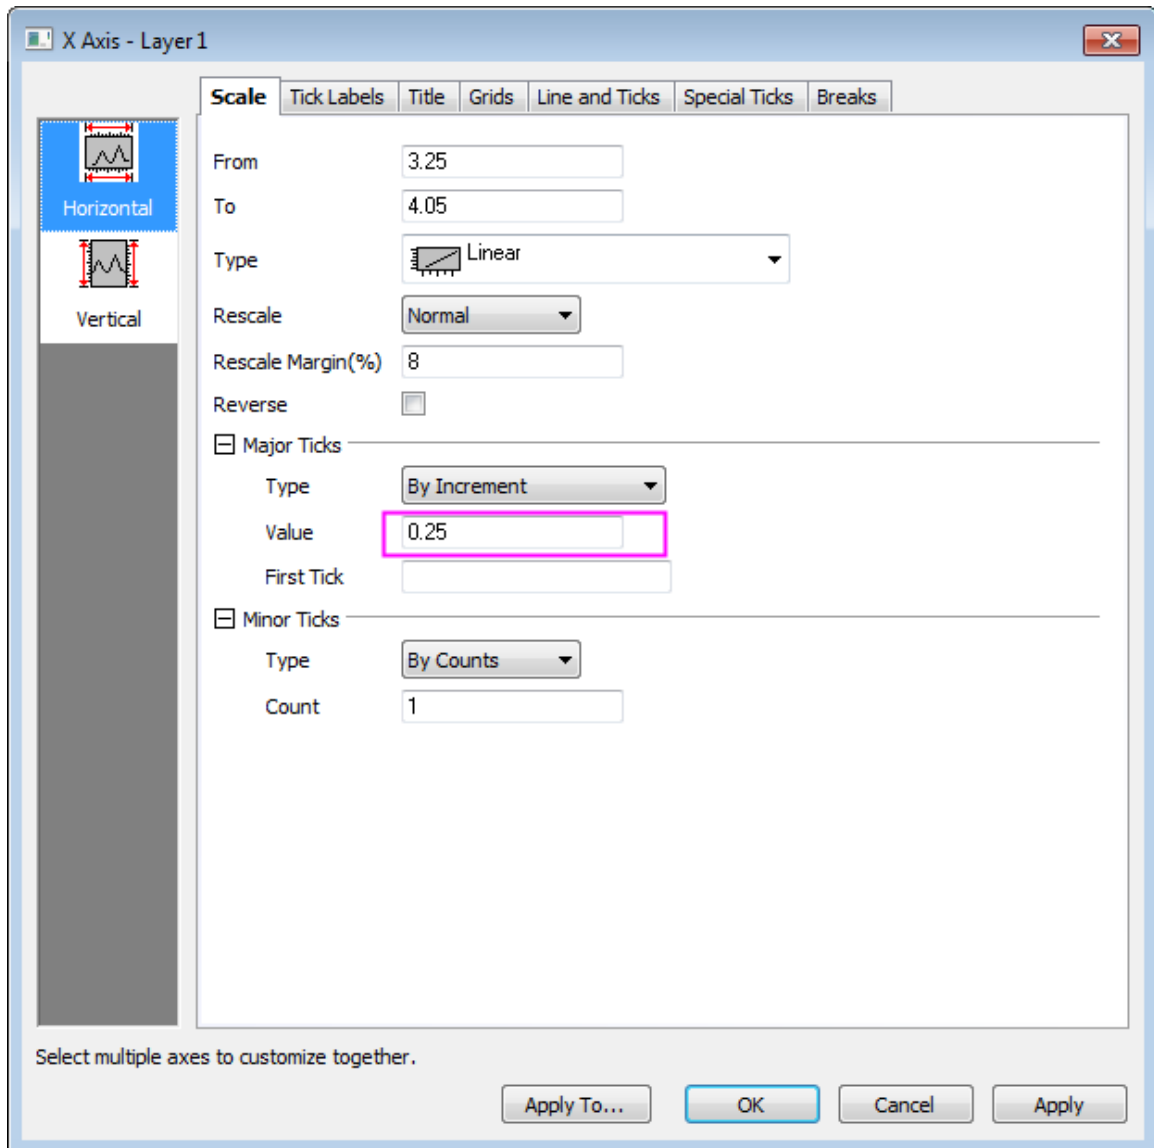 X Axis - Layer 1
Scale Tick Labels Title Grids Line and Ticks Special Ticks Breaks
Horizontal
Vertical
From 3.25
To 4.05
Type Linear
Rescale Normal
Rescale Margin(%) 8
Reverse
Major Ticks
Type By Increment
Value 0.25
First Tick
Minor Ticks
Type By Counts
Count 1
Select multiple axes to customize together.
Apply To... OK Cancel Apply